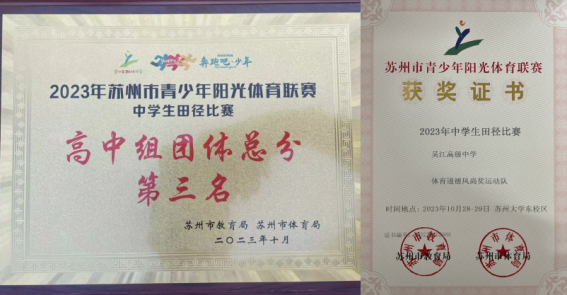 奔跑吧·少年
2023年苏州市青少年阳光体育联赛
中学生田径比赛
高中组团体总分
第三名
苏州市教育局 苏州市体育局
二〇二三年十月
苏州市青少年阳光体育联赛
获奖证书
2023年中学生田径比赛
吴江高级中学
体育道德风尚奖运动队
时间地点：2023年10月28-29日 苏州大学东校区
苏州市教育局 苏州市体育局